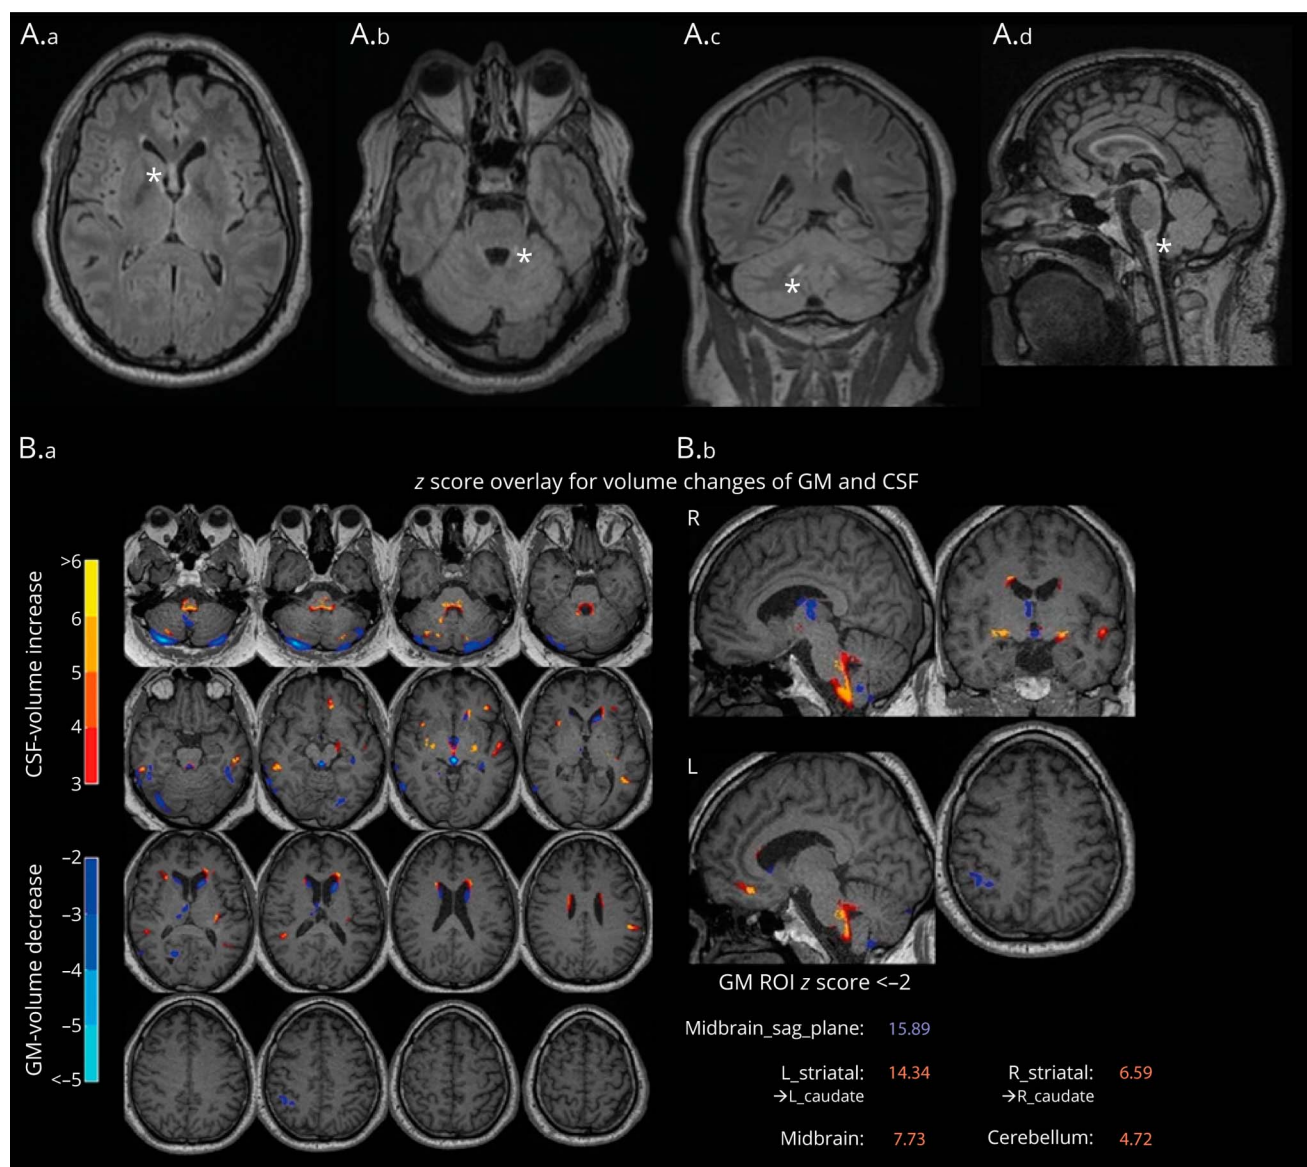 A.a
A.b
A.c
A.d
*
*
*
*
B.a
B.b
z score overlay for volume changes of GM and CSF
R
CSF-volume increase
>6
6
5
4
3
L
GM-volume decrease
–2
–3
–4
–5
<–5
GM ROI z score <–2
Midbrain_sag_plane: 15.89
L_striatal: 14.34 R_striatal: 6.59
→L_caudate →R_caudate
Midbrain: 7.73 Cerebellum: 4.72